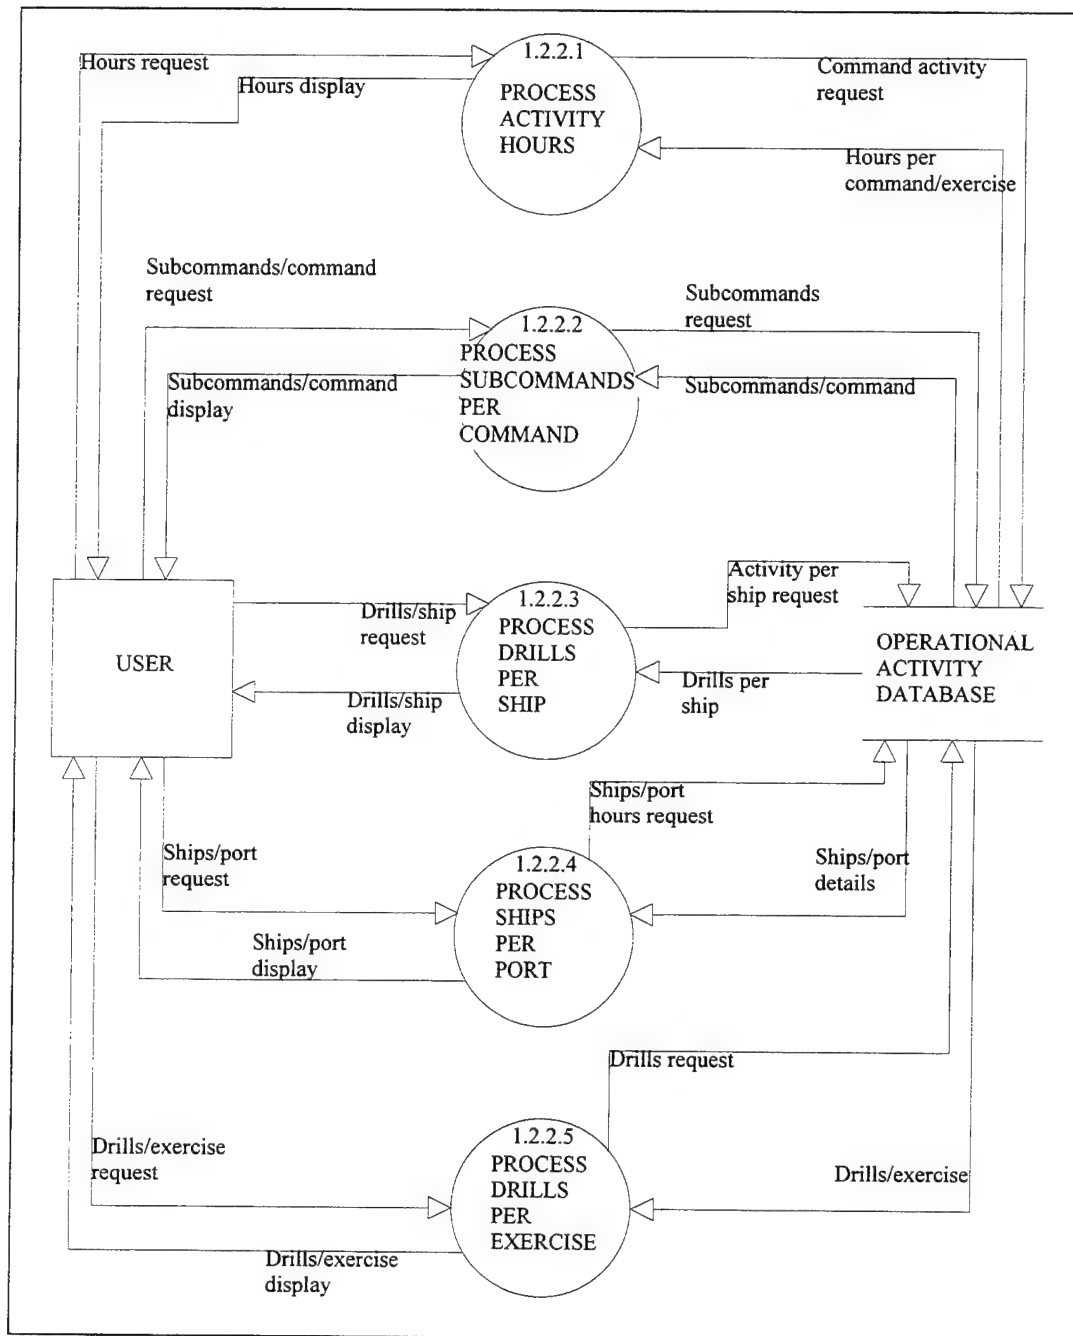 Hours request
Hours display
1.2.2.1
PROCESS
ACTIVITY
HOURS
Command activity
request
Hours per
command/exercise
Subcommands/command
request
1.2.2.2
PROCESS
SUBCOMMANDS
PER
COMMAND
Subcommands
request
Subcommands/command
display
Subcommands/command
USER
Drills/ship
request
Drills/ship
display
1.2.2.3
PROCESS
DRILLS
PER
SHIP
Activity per
ship request
Drills per
ship
OPERATIONAL
ACTIVITY
DATABASE
Ships/port
request
Ships/port
display
1.2.2.4
PROCESS
SHIPS
PER
PORT
Ships/port
hours request
Ships/port
details
Drills/exercise
request
Drills/exercise
display
1.2.2.5
PROCESS
DRILLS
PER
EXERCISE
Drills request
Drills/exercise